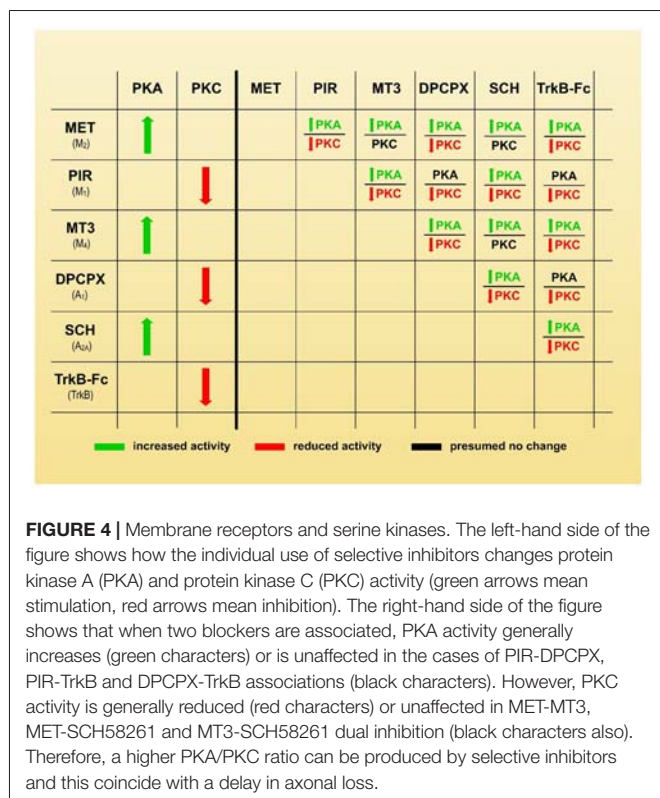 PKA PKC MET PIR MT3 DPCPX SCH TrkB-Fc
MET PKA PKA PKA PKA PKA
(M₂) PKC PKC PKC PKC PKC
PIR PKA PKA PKA PKA
(M₁) PKC PKC PKC PKC
MT3 PKA PKA PKA
(M₄) PKC PKC PKC
DPCPX PKA PKA
(A₁) PKC PKC
SCH PKA
(A₂A) PKC
TrkB-Fc
(TrkB)
increased activity reduced activity presumed no change
FIGURE 4 | Membrane receptors and serine kinases. The left-hand side of the
figure shows how the individual use of selective inhibitors changes protein
kinase A (PKA) and protein kinase C (PKC) activity (green arrows mean
stimulation, red arrows mean inhibition). The right-hand side of the figure
shows that when two blockers are associated, PKA activity generally
increases (green characters) or is unaffected in the cases of PIR-DPCPX,
PIR-TrkB and DPCPX-TrkB associations (black characters). However, PKC
activity is generally reduced (red characters) or unaffected in MET-MT3,
MET-SCH58261 and MT3-SCH58261 dual inhibition (black characters also).
Therefore, a higher PKA/PKC ratio can be produced by selective inhibitors
and this coincide with a delay in axonal loss.